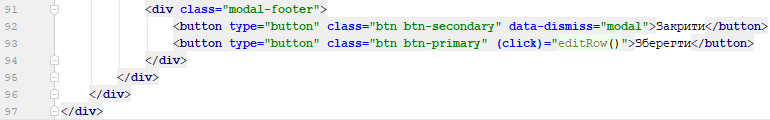 91 <div class="modal-footer">
92 <button type="button" class="btn btn-secondary" data-dismiss="modal">Закрити</button>
93 <button type="button" class="btn btn-primary" (click)="editRow()">Зберегти</button>
94 </div>
95 </div>
96 </div>
97 </div>